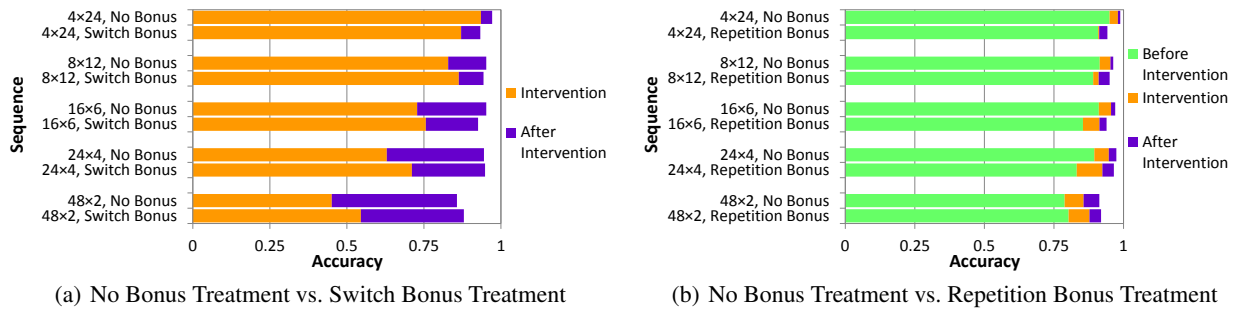 4×24, No Bonus
4×24, Switch Bonus
8×12, No Bonus
8×12, Switch Bonus
16×6, No Bonus
16×6, Switch Bonus
24×4, No Bonus
24×4, Switch Bonus
48×2, No Bonus
48×2, Switch Bonus
Sequence
0 0.25 0.5 0.75 1
Accuracy
Intervention
After
Intervention
(a) No Bonus Treatment vs. Switch Bonus Treatment
4×24, No Bonus
4×24, Repetition Bonus
8×12, No Bonus
8×12, Repetition Bonus
16×6, No Bonus
16×6, Repetition Bonus
24×4, No Bonus
24×4, Repetition Bonus
48×2, No Bonus
48×2, Repetition Bonus
Sequence
0 0.25 0.5 0.75 1
Accuracy
Before
Intervention
Intervention
After
Intervention
(b) No Bonus Treatment vs. Repetition Bonus Treatment